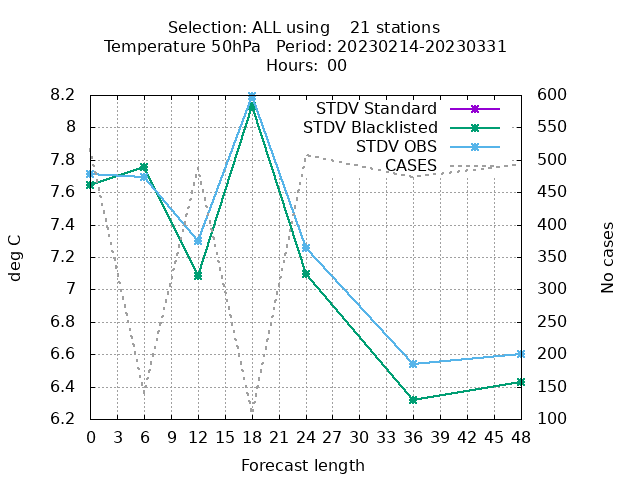 Selection: ALL using    21 stations
Temperature 50hPa   Period: 20230214-20230331
Hours: 00
STDV Standard
STDV Blacklisted
STDV OBS
CASES
deg C
8.2
8
7.8
7.6
7.4
7.2
7
6.8
6.6
6.4
6.2
600
550
500
450
400
350
300
250
200
150
100
No cases
0 3 6 9 12 15 18 21 24 27 30 33 36 39 42 45 48
Forecast length